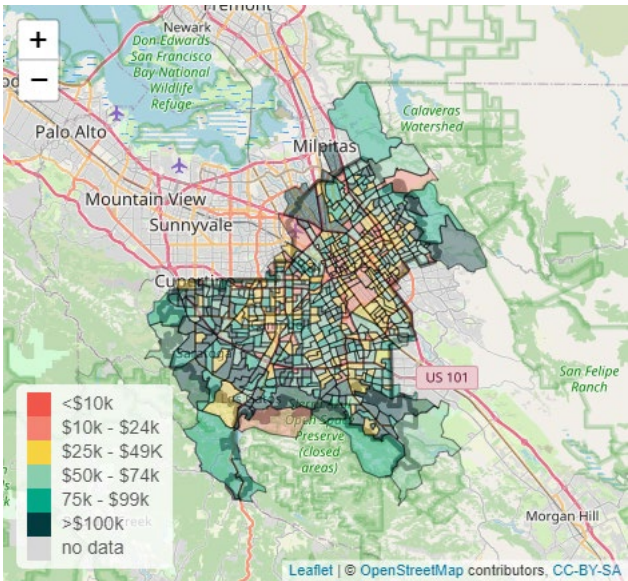 Fremont
+
Newark
Don Edwards
San Francisco
Bay National
Wildlife
Refuge
−
Calaveras
Watershed
Palo Alto
Milpitas
Mountain View
Sunnyvale
Cupertino
US 101
San Felipe
Ranch
Open Space
Preserve
(closed
areas)
<$10k
$10k - $24k
$25k - $49K
$50k - $74k
75k - $99k
>$100k
no data
Morgan Hill
Leaflet | © OpenStreetMap contributors, CC-BY-SA